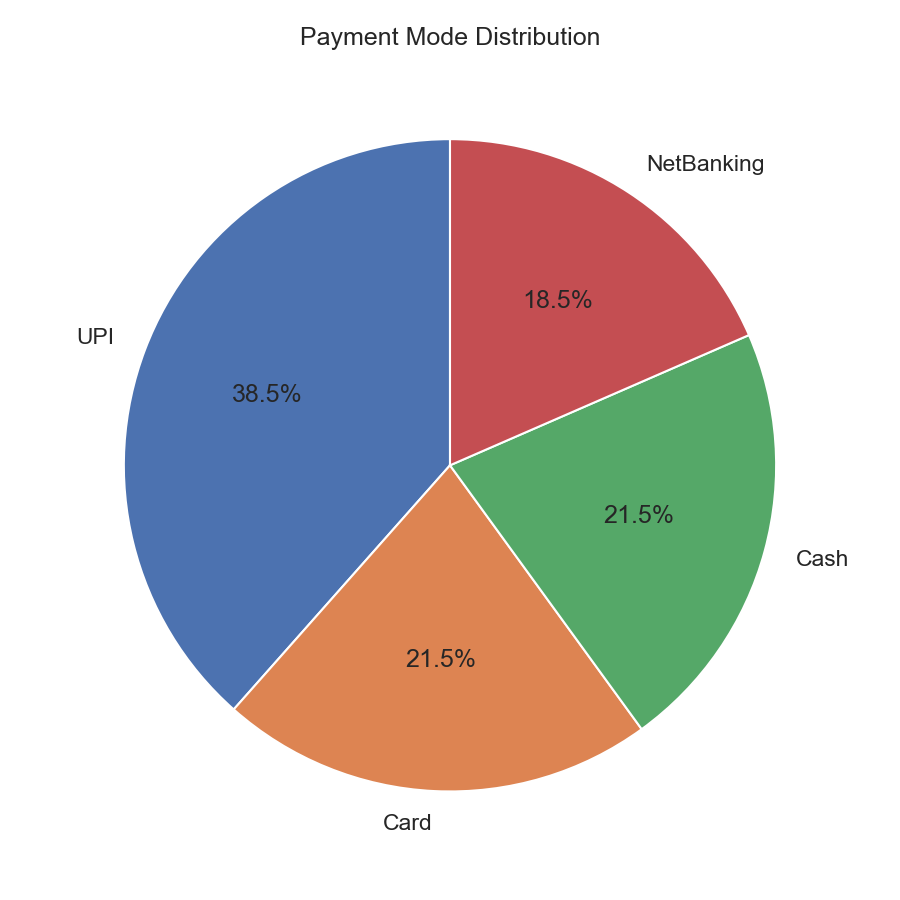 Payment Mode Distribution
NetBanking
18.5%
UPI
38.5%
21.5%
Cash
21.5%
Card